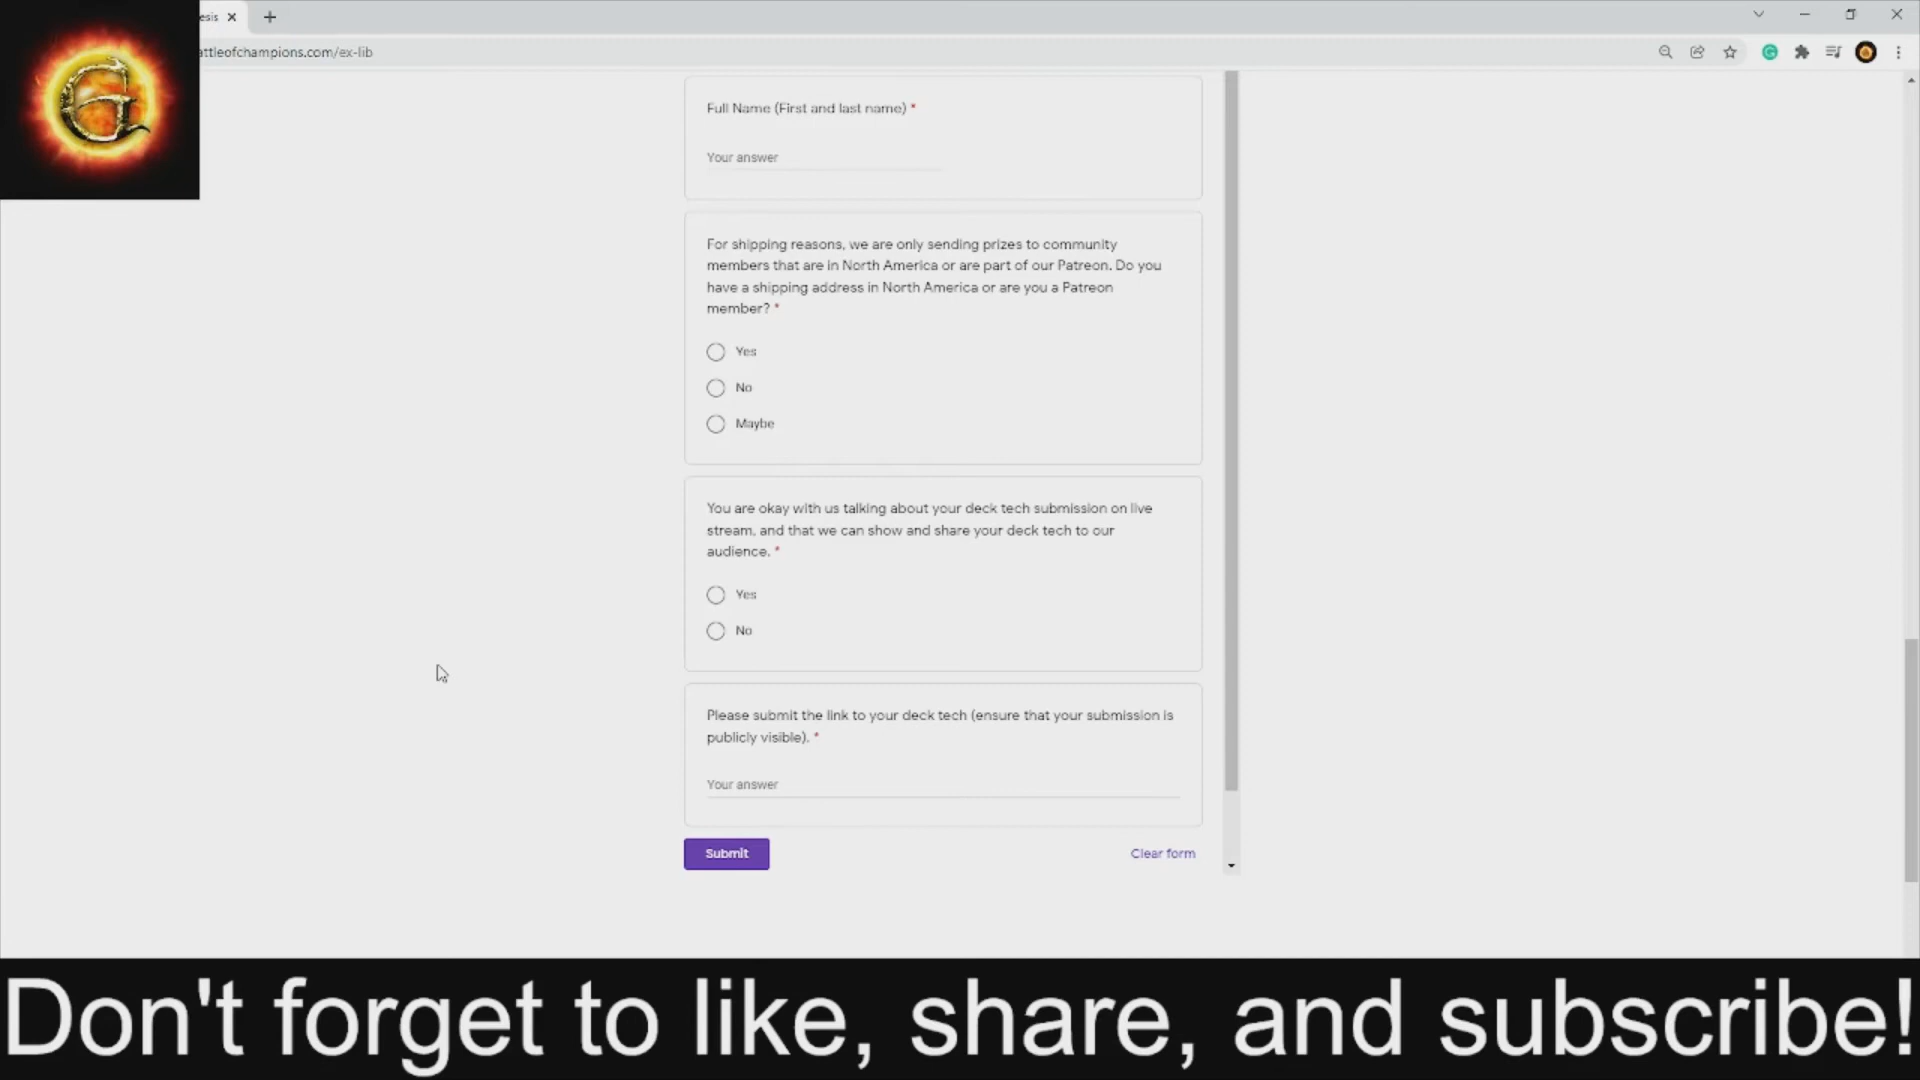 esis
attleofchampions.com/ex-lib
G
Full Name (First and last name) *
Your answer
For shipping reasons, we are only sending prizes to community
members that are in North America or are part of our Patreon. Do you
have a shipping address in North America or are you a Patreon
member? *
Yes
No
Maybe
You are okay with us talking about your deck tech submission on live
stream, and that we can show and share your deck tech to our
audience. *
Yes
No
Please submit the link to your deck tech (ensure that your submission is
publicly visible). *
Your answer
Submit
Clear form
Don't forget to like, share, and subscribe!